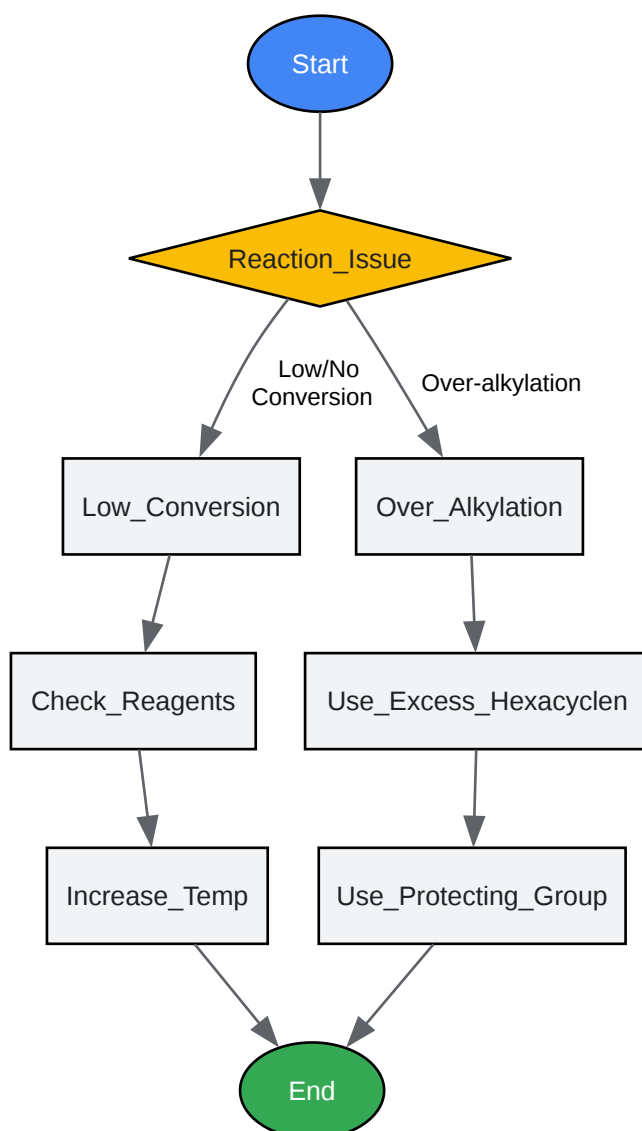 Start
Reaction_Issue
Low/No
Conversion
Over-alkylation
Low_Conversion
Over_Alkylation
Check_Reagents
Use_Excess_Hexacyclen
Increase_Temp
Use_Protecting_Group
End